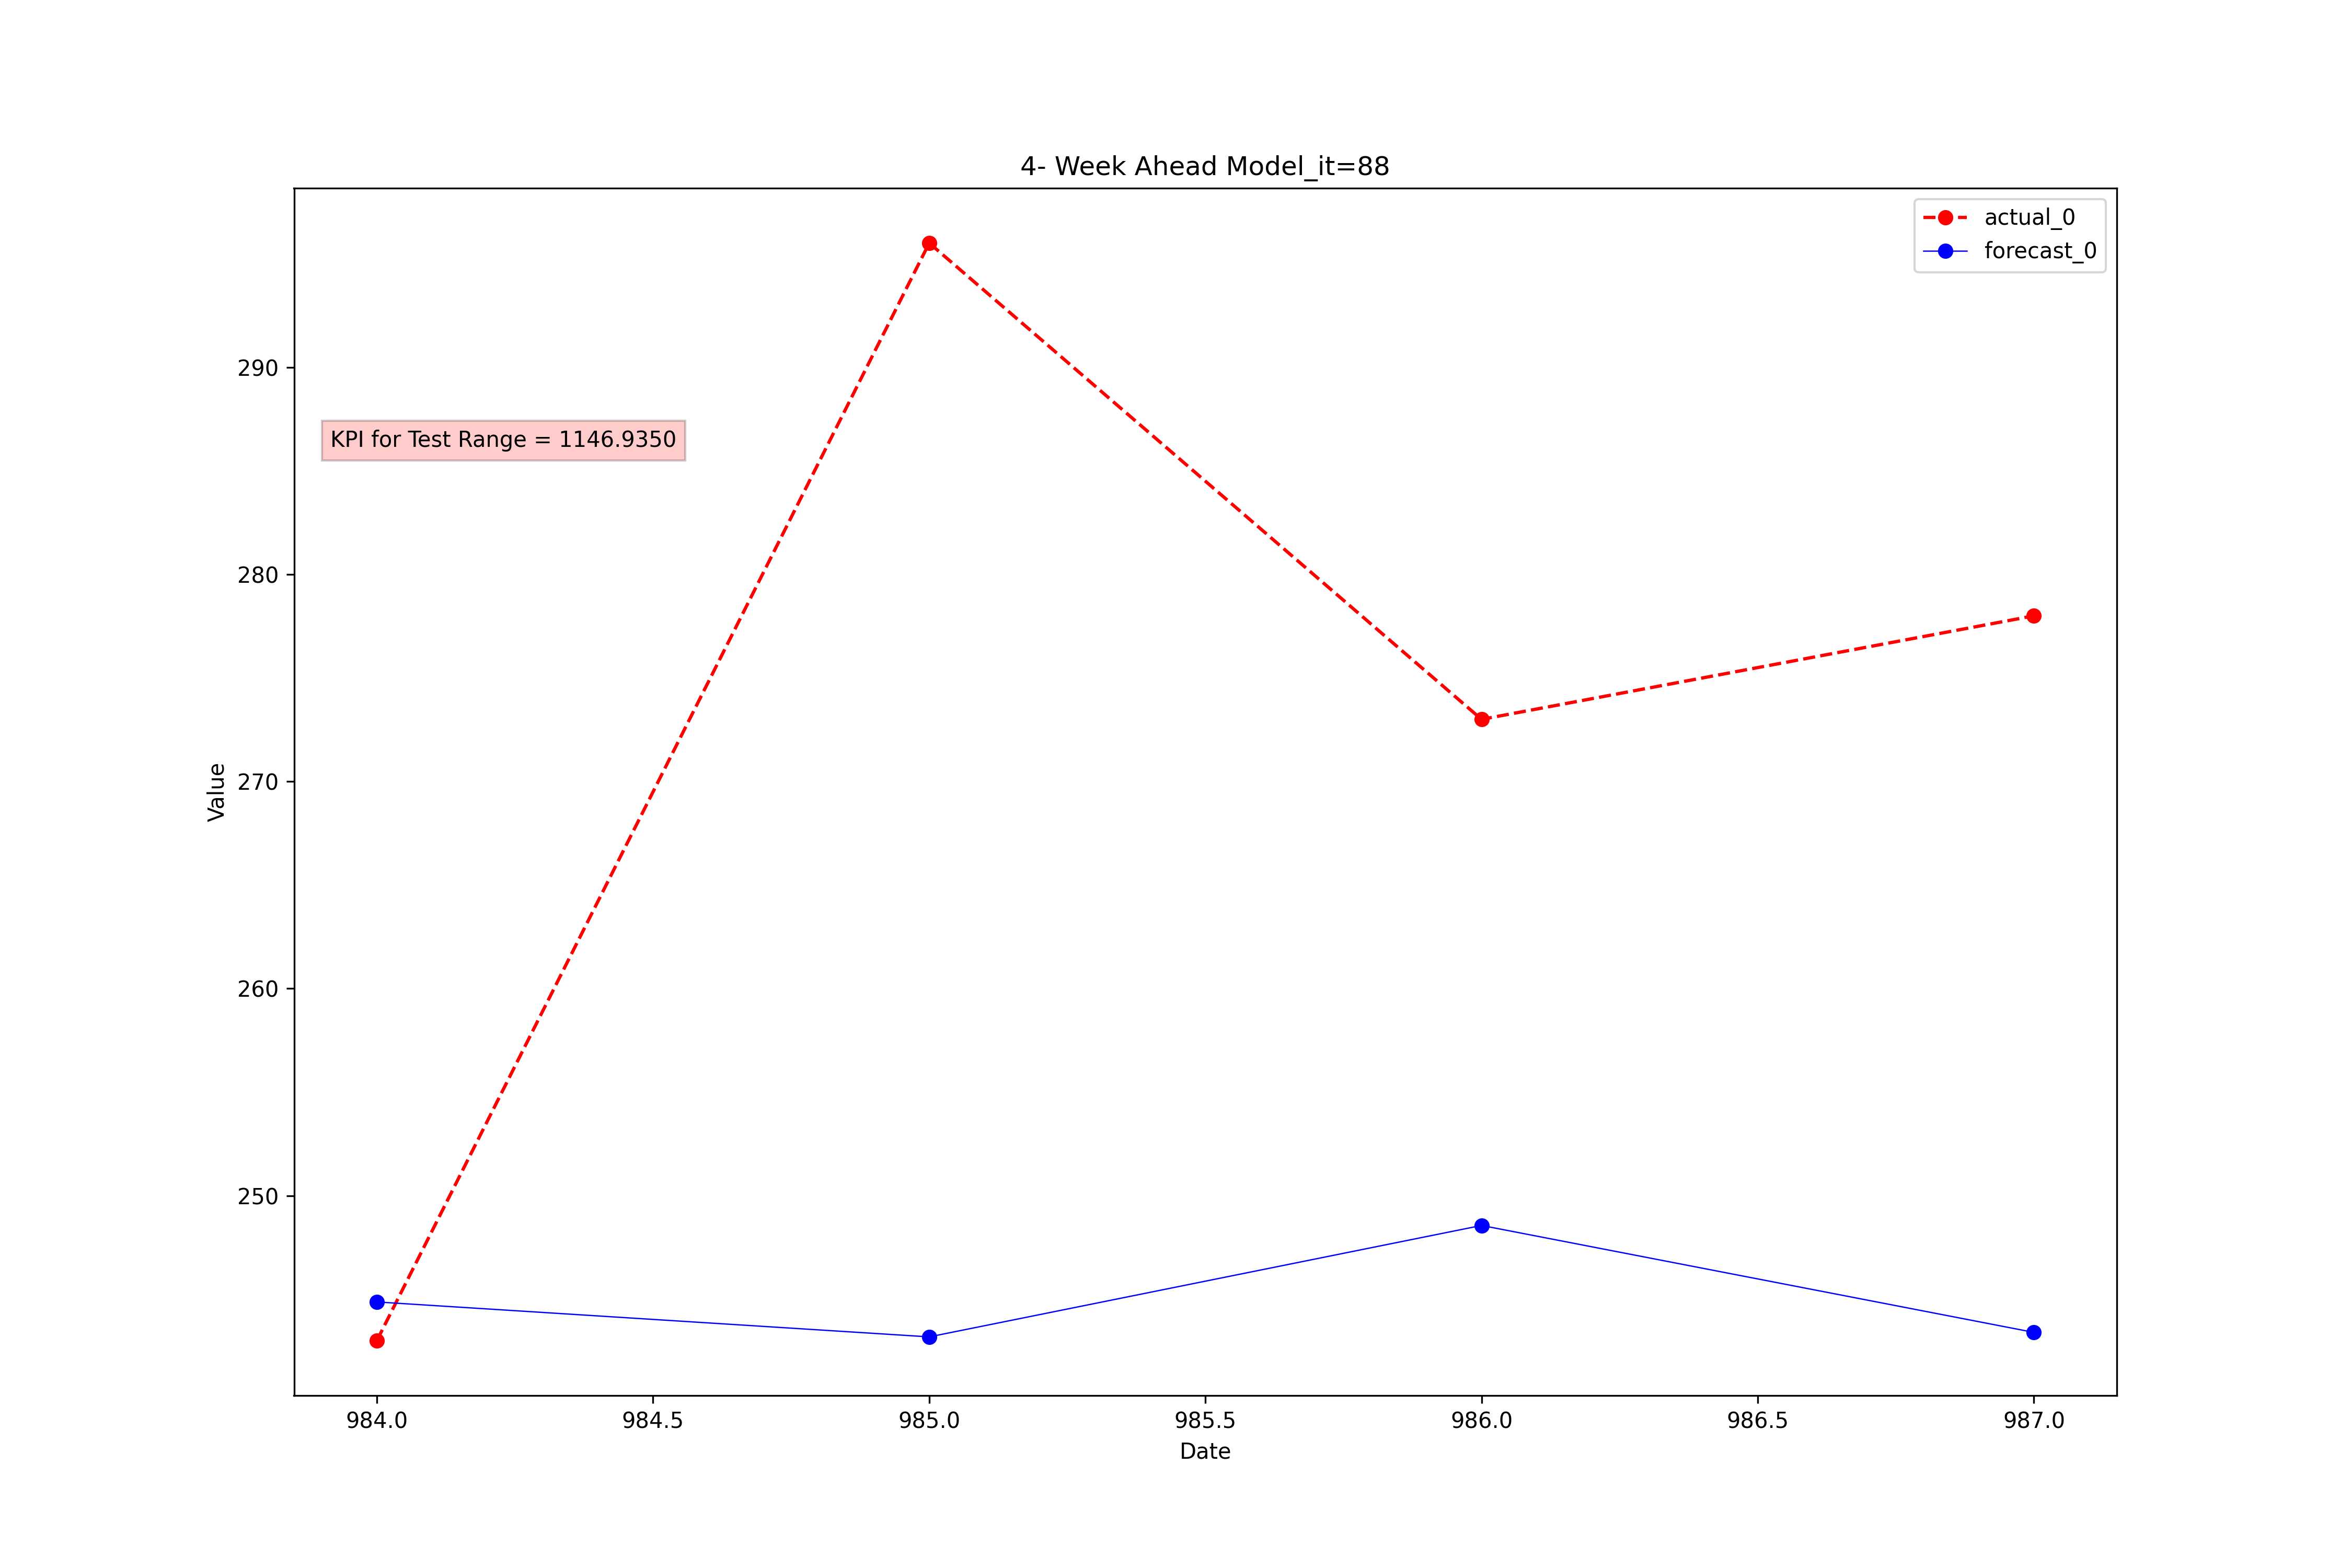 4- Week Ahead Model_it=88
actual_0
forecast_0
KPI for Test Range = 1146.9350
Value
290
280
270
260
250
984.0 984.5 985.0 985.5 986.0 986.5 987.0
Date